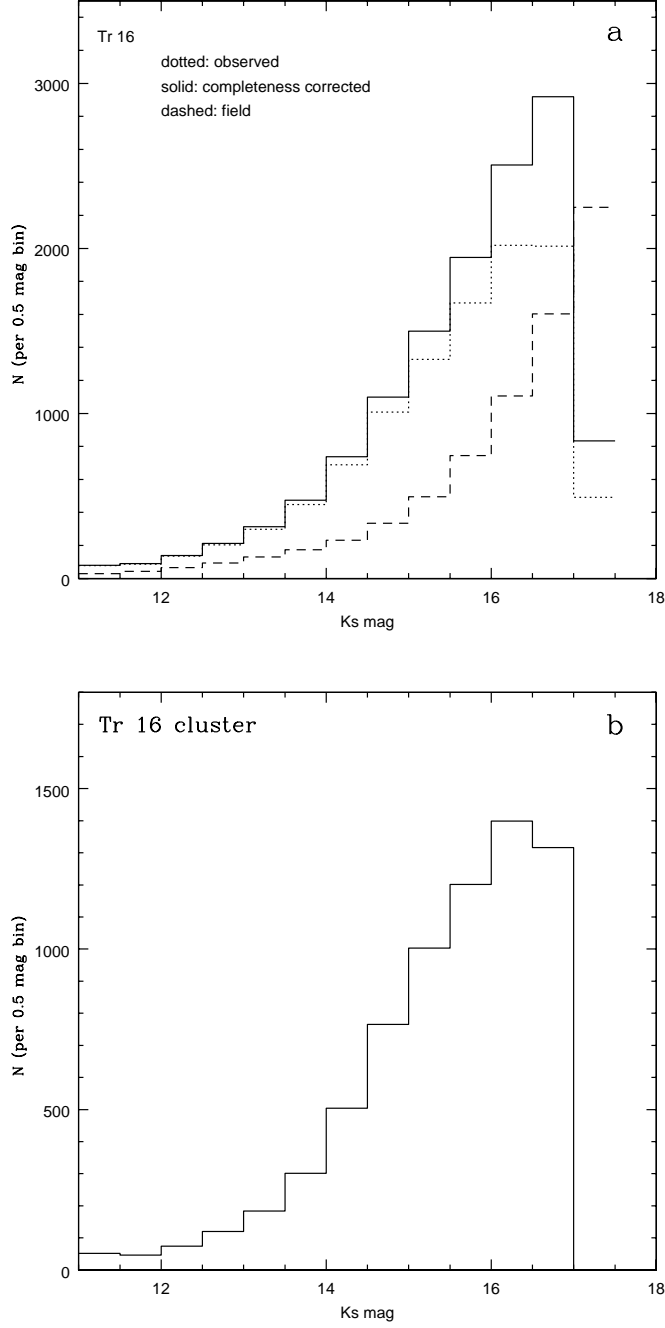 Tr 16
a
dotted: observed
solid: completeness corrected
dashed: field
3000
2000
1000
0
N (per 0.5 mag bin)
12 14 16 18
Ks mag
Tr 16 cluster
b
1500
1000
500
0
N (per 0.5 mag bin)
12 14 16 18
Ks mag